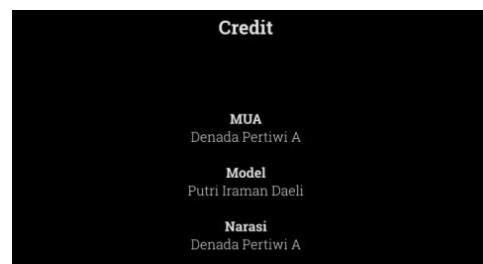 Credit
MUA
Denada Pertiwi A
Model
Putri Iraman Daeli
Narasi
Denada Pertiwi A